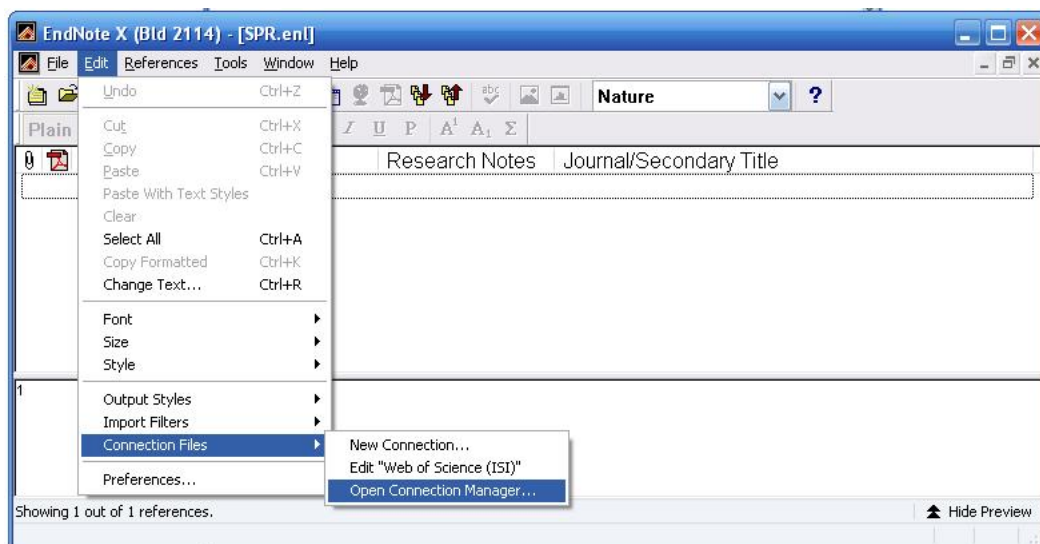 EndNote X (Bld 2114) - [SPR.enl]
File Edit References Tools Window Help
Nature ?
Plain I U P A1 A1 Σ
Research Notes Journal/Secondary Title
Undo Ctrl+Z
Cut Ctrl+X
Copy Ctrl+C
Paste Ctrl+V
Paste With Text Styles
Clear
Select All Ctrl+A
Copy Formatted Ctrl+K
Change Text... Ctrl+R
Font
Size
Style
1
Output Styles
Import Filters
Connection Files
Preferences...
New Connection...
Edit "Web of Science (ISI)"
Open Connection Manager...
Showing 1 out of 1 references. Hide Preview